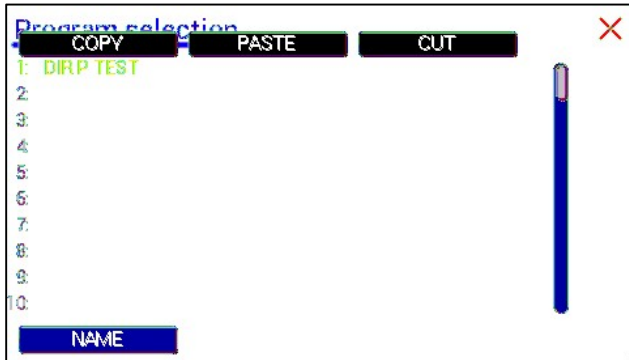 Program selection
COPY PASTE CUT
1: DIRP TEST
2:
3:
4:
5:
6:
7:
8:
9:
10:
NAME